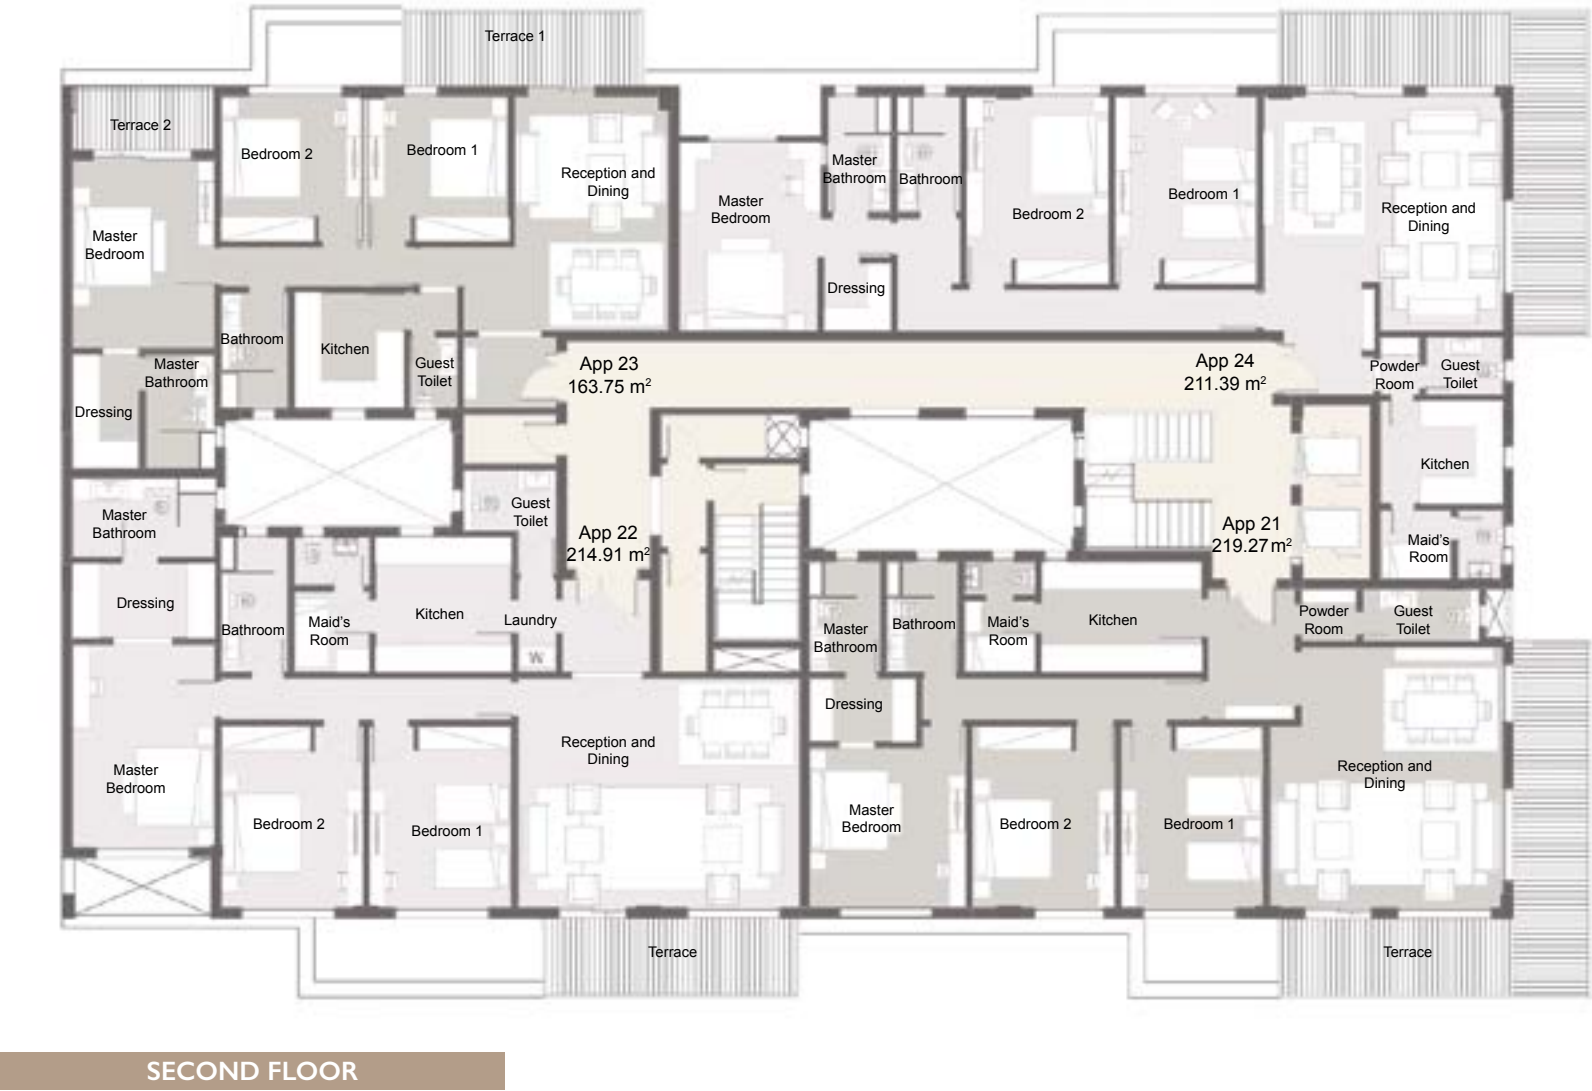 Terrace 1
Terrace 2
Bedroom 2
Bedroom 1
Reception and
Dining
Master
Bedroom
Bathroom
Kitchen
Guest
Toilet
Master
Bathroom
Dressing
App 23
163.75 m²
Master
Bedroom
Master
Bathroom
Bathroom
Dressing
Bedroom 2
Bedroom 1
Reception and
Dining
App 24
211.39 m²
Powder
Room
Guest
Toilet
Kitchen
Maid's
Room
Master
Bathroom
Dressing
Bathroom
Maid's
Room
Kitchen
Laundry
W
Guest
Toilet
App 22
214.91 m²
Master
Bedroom
Bedroom 2
Bedroom 1
Reception and
Dining
Terrace
App 21
219.27m²
Master
Bathroom
Bathroom
Maid's
Room
Kitchen
Powder
Room
Guest
Toilet
Dressing
Master
Bedroom
Bedroom 2
Bedroom 1
Reception and
Dining
Terrace
SECOND FLOOR